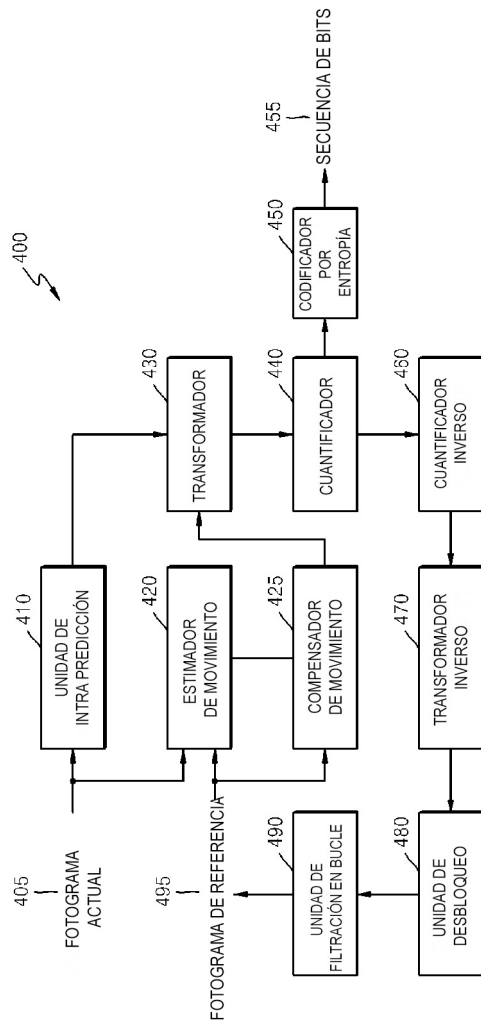 400
405
FOTOGRAMA
ACTUAL
410
UNIDAD DE
INTRA PREDICCIÓN
495
FOTOGRAMA DE REFERENCIA
420
ESTIMADOR
DE MOVIMIENTO
430
TRANSFORMADOR
425
COMPENSADOR
DE MOVIMIENTO
440
CUANTIFICADOR
450
CODIFICADOR
POR
ENTROPÍA
455
SECUENCIA DE BITS
490
UNIDAD DE
FILTRACIÓN EN BUCLE
480
UNIDAD DE
DESBLOQUEO
470
TRANSFORMADOR
INVERSO
460
CUANTIFICADOR
INVERSO